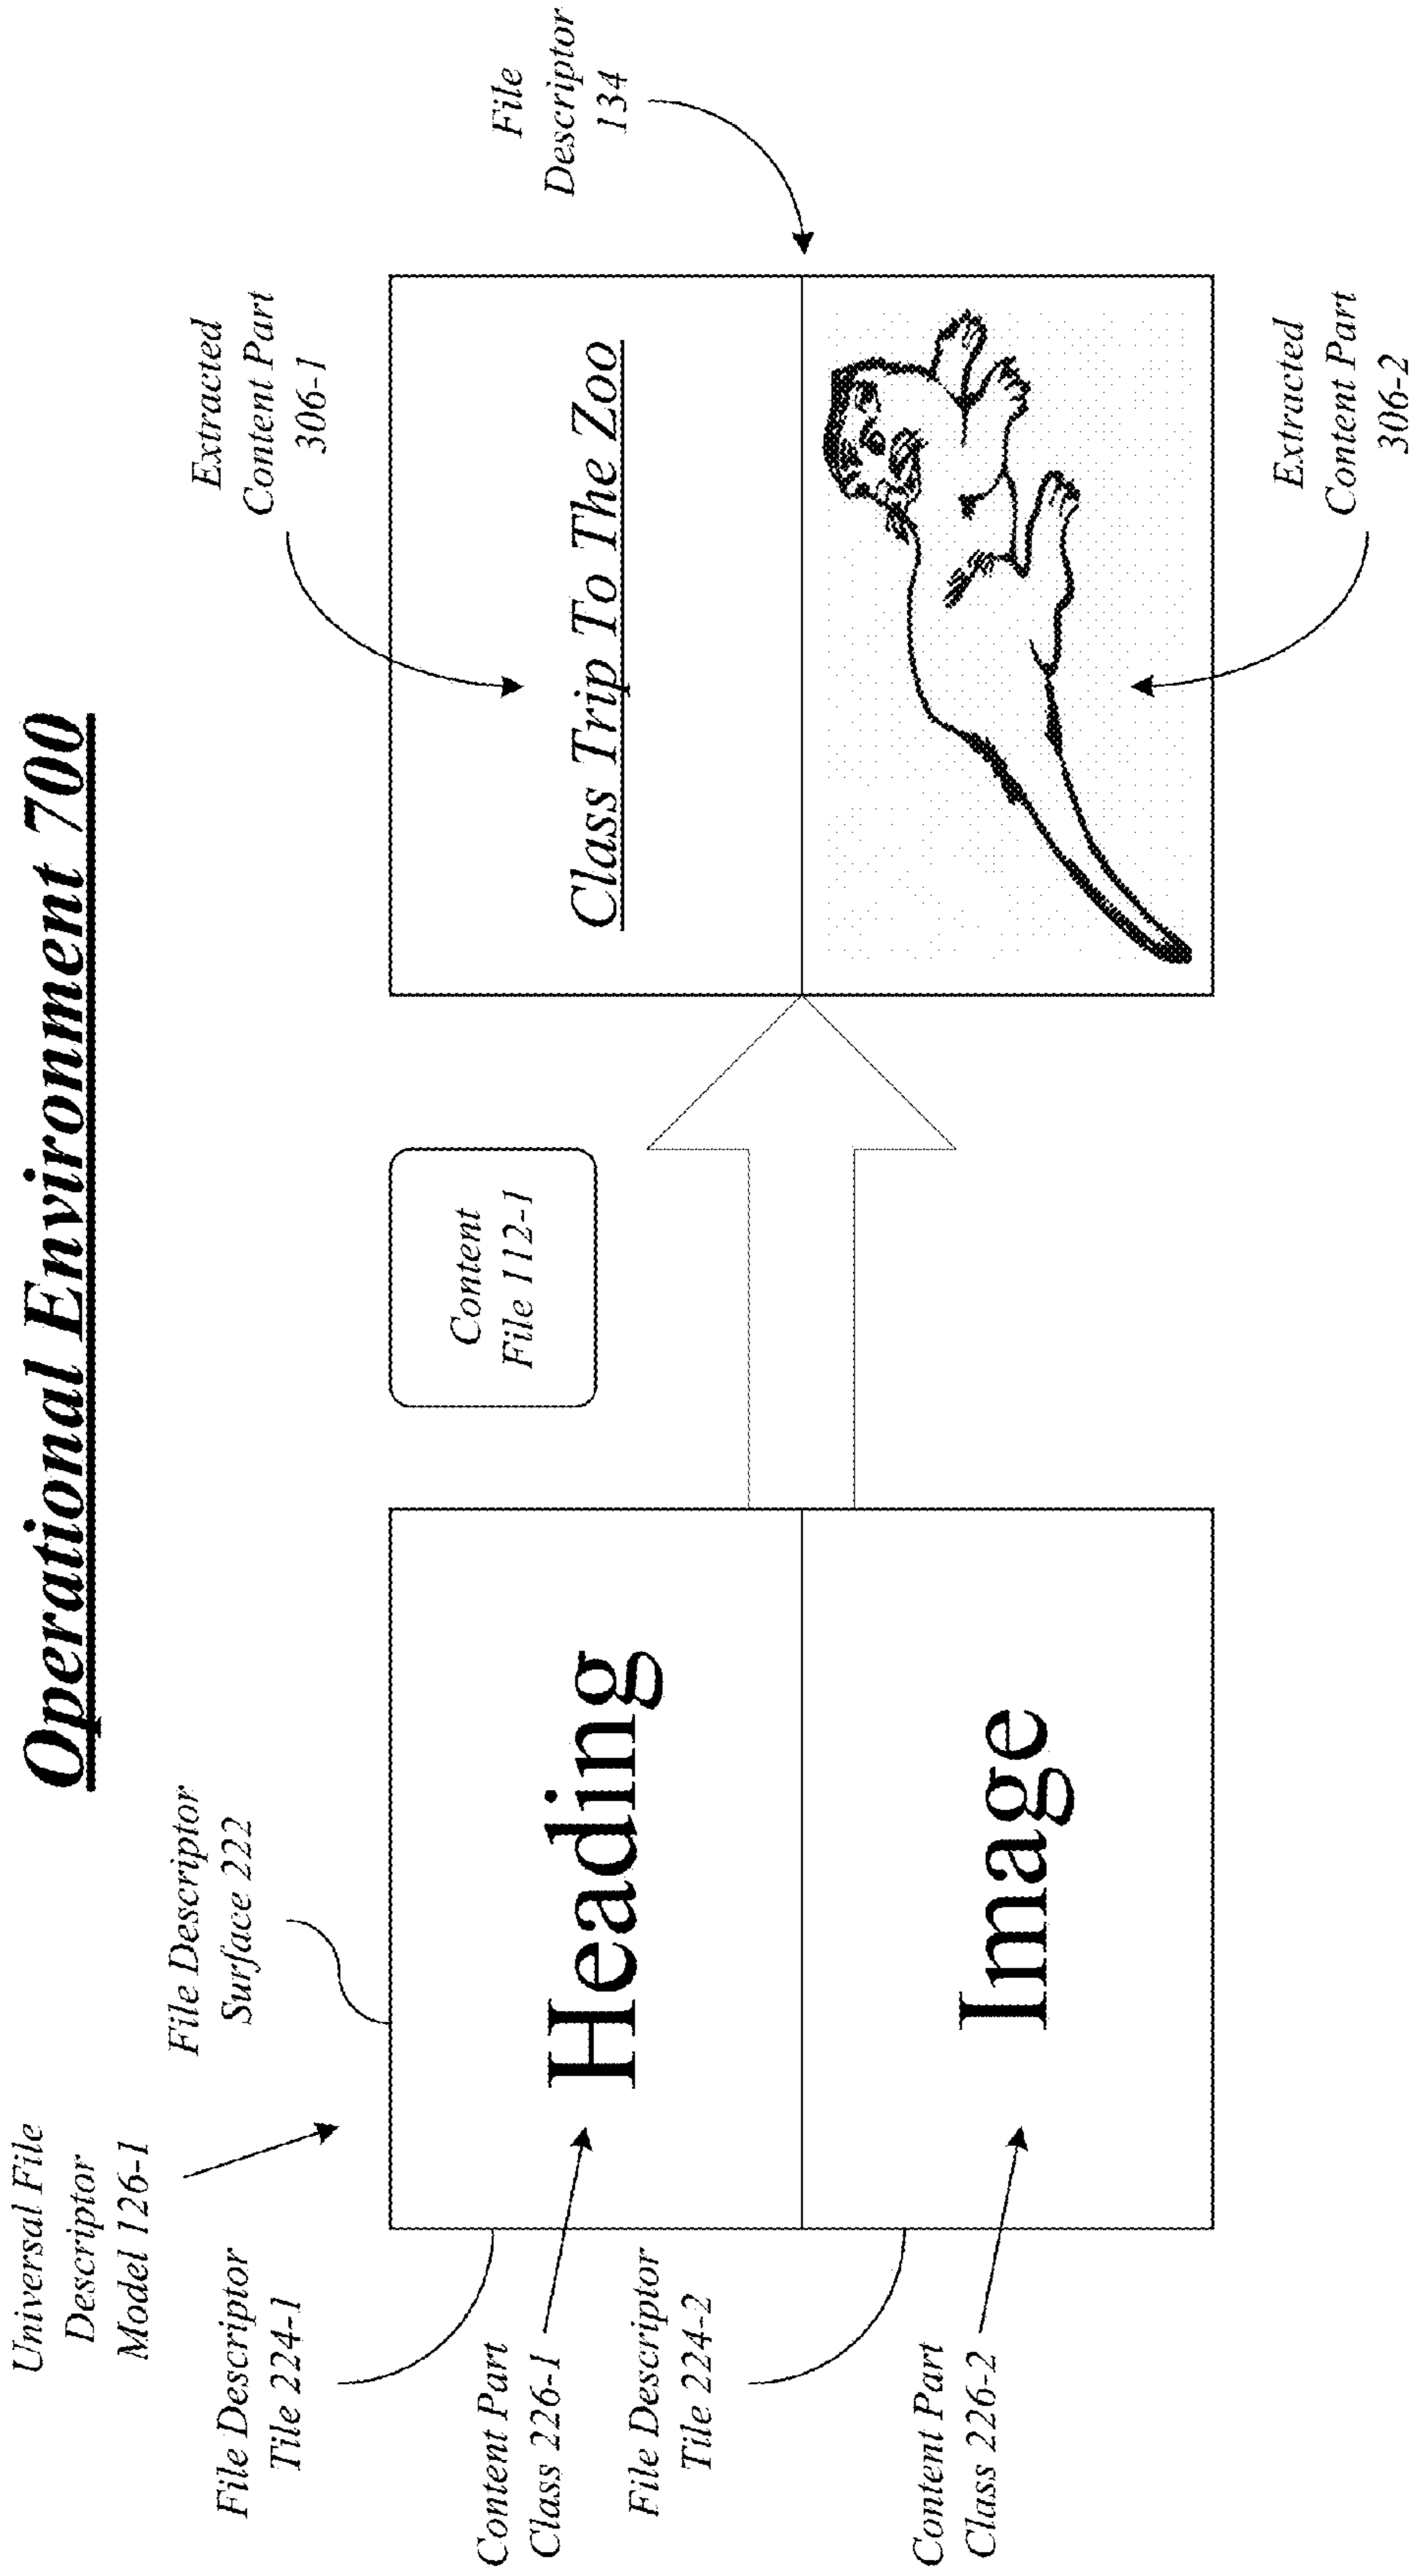 Operational Environment 700
Universal File
Descriptor
Model 126-1
File Descriptor
Surface 222
File Descriptor
Tile 224-1
Content Part
Class 226-1
File Descriptor
Tile 224-2
Content Part
Class 226-2
Heading
Image
Content
File 112-1
Extracted
Content Part
306-1
File
Descriptor
134
Class Trip To The Zoo
Extracted
Content Part
306-2